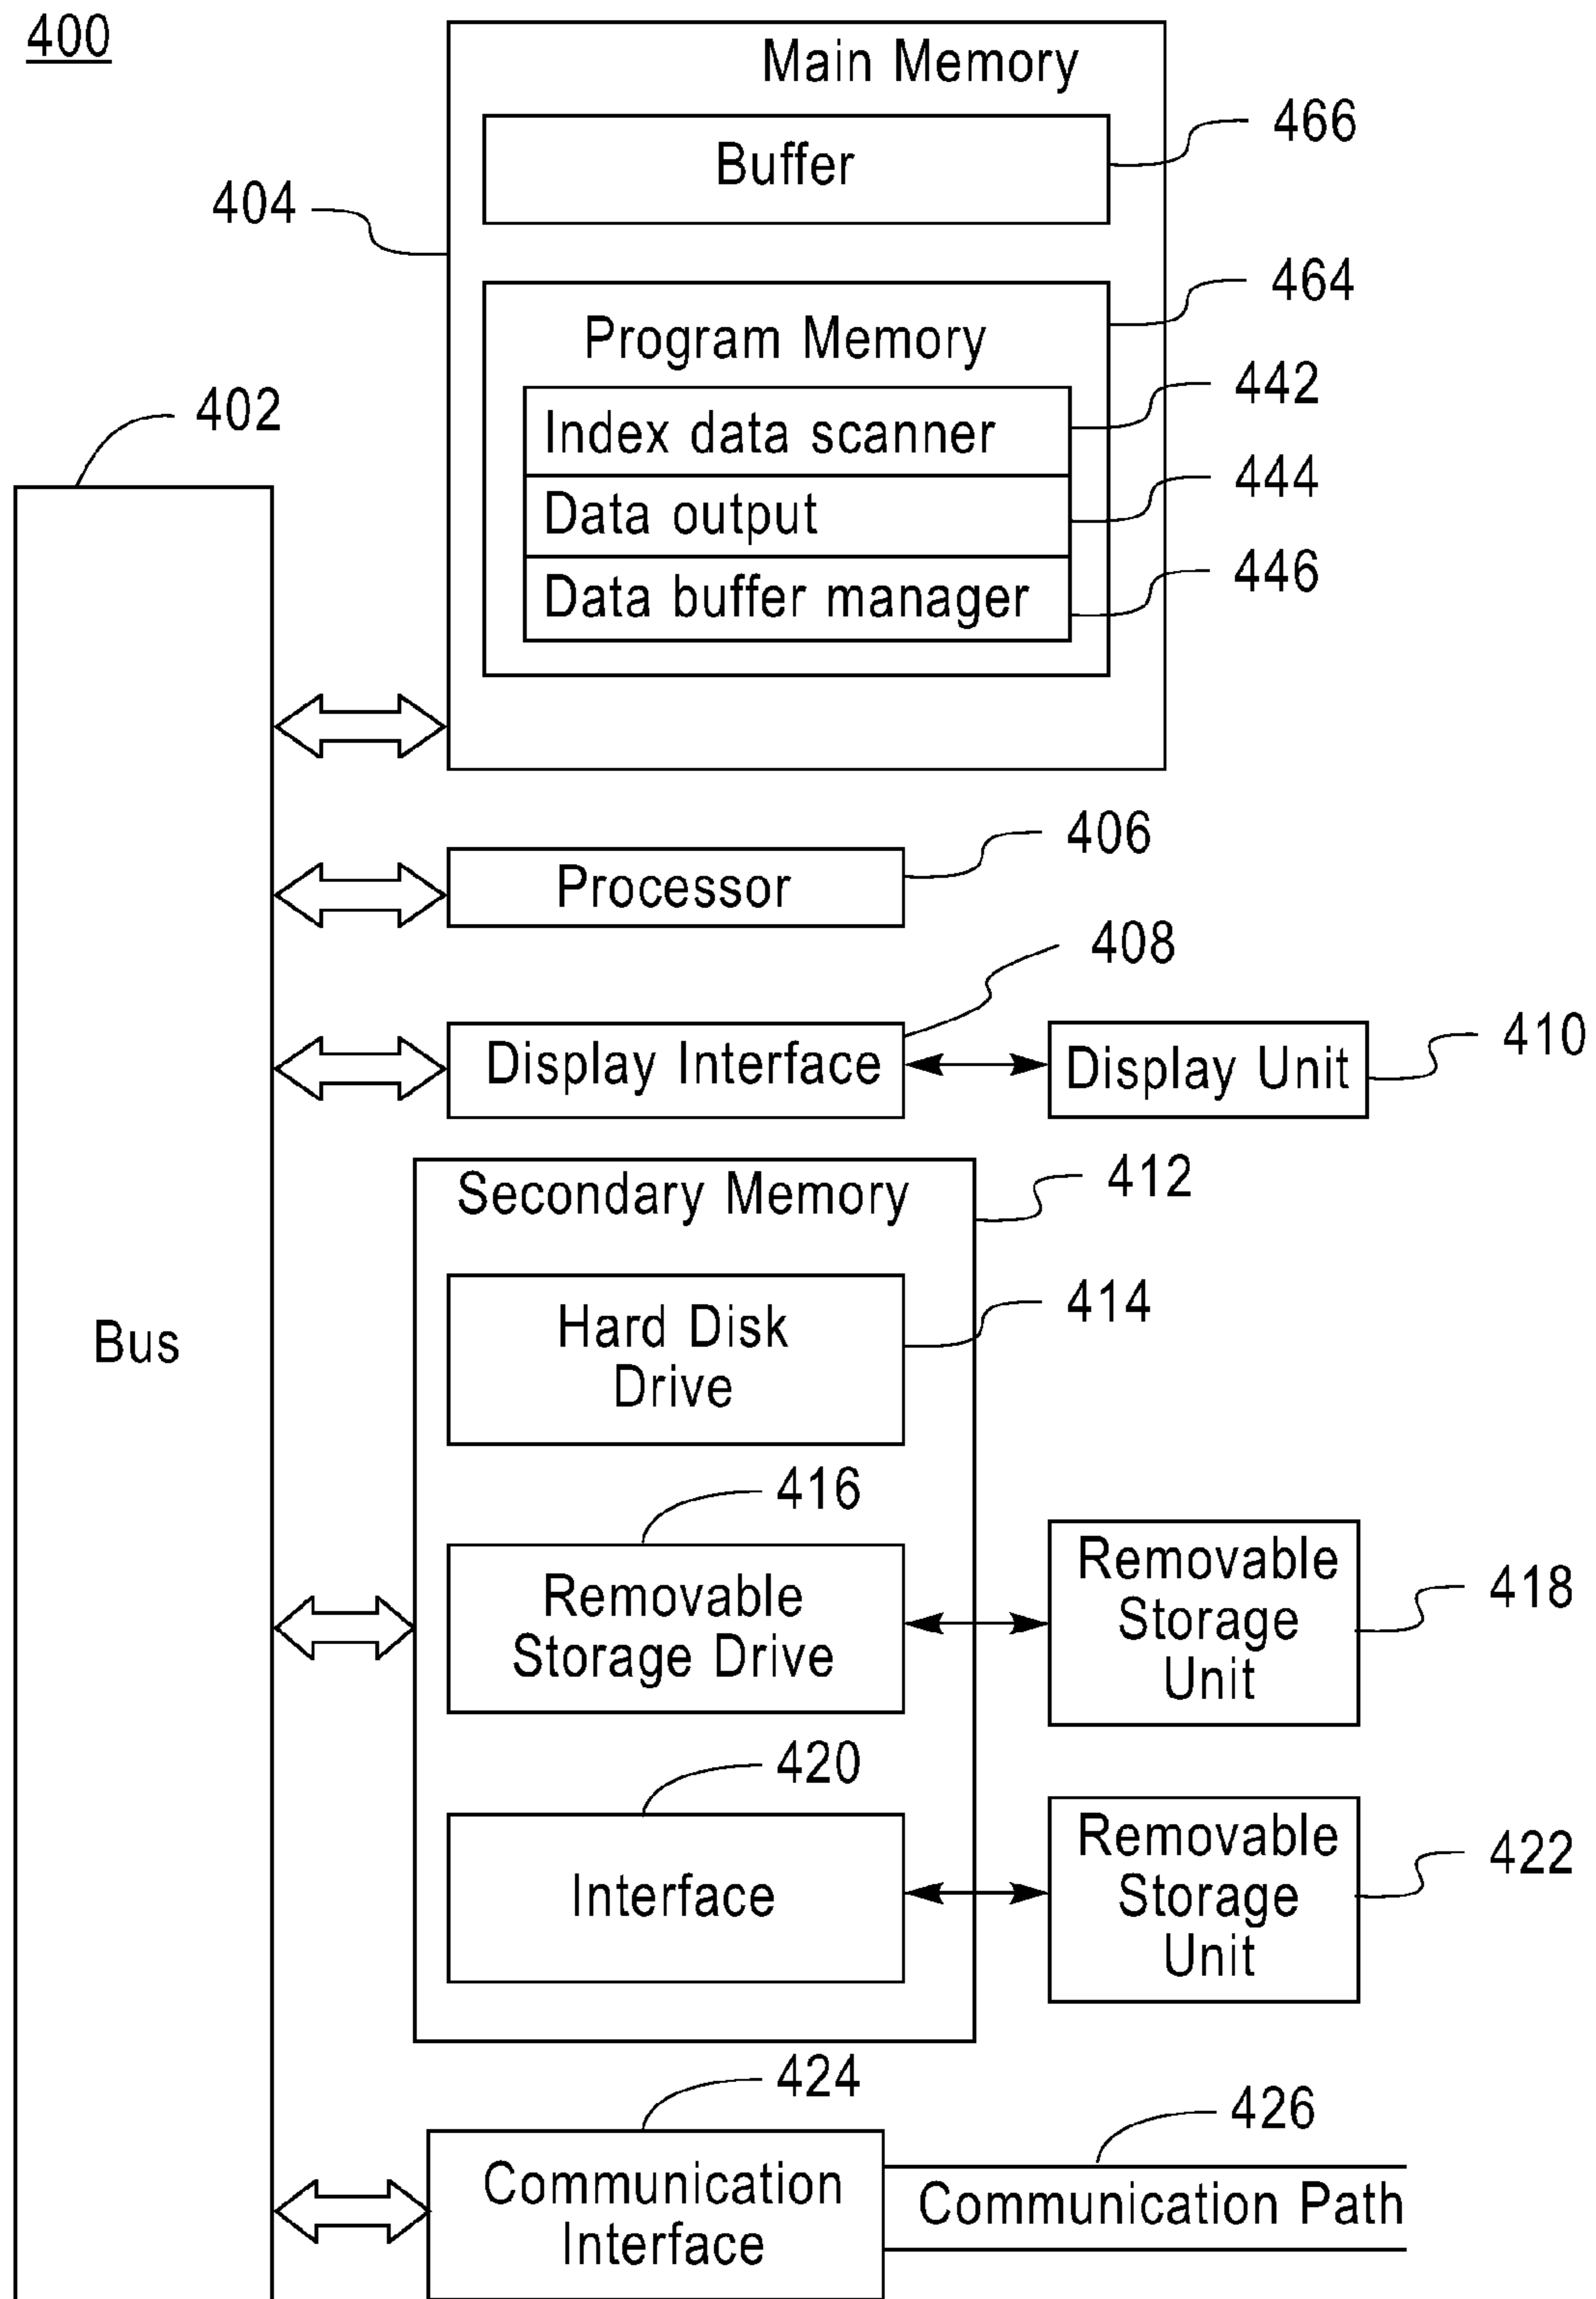 400
Main Memory
Buffer
466
404
464
Program Memory
442
Index data scanner
402
444
Data output
446
Data buffer manager
406
Processor
408
Display Interface
Display Unit
410
Secondary Memory
412
Hard Disk
Drive
414
Bus
416
Removable
Storage Drive
Removable
Storage
Unit
418
420
Interface
Removable
Storage
Unit
422
424
426
Communication
Interface
Communication Path